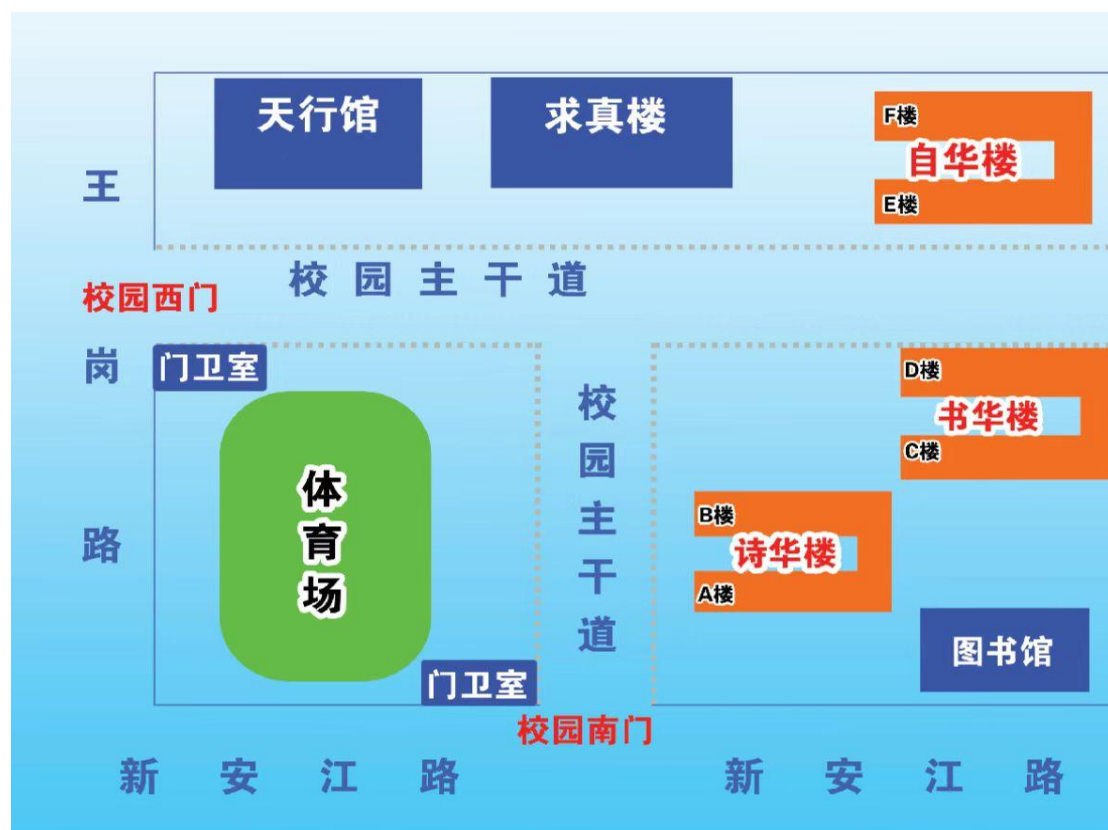 天行馆
求真楼
F楼
自华楼
E楼
王岗路
校园主干道
校园西门
门卫室
体育场
校园主干道
D楼
书华楼
C楼
B楼
诗华楼
A楼
图书馆
门卫室
校园南门
新安江路
新安江路